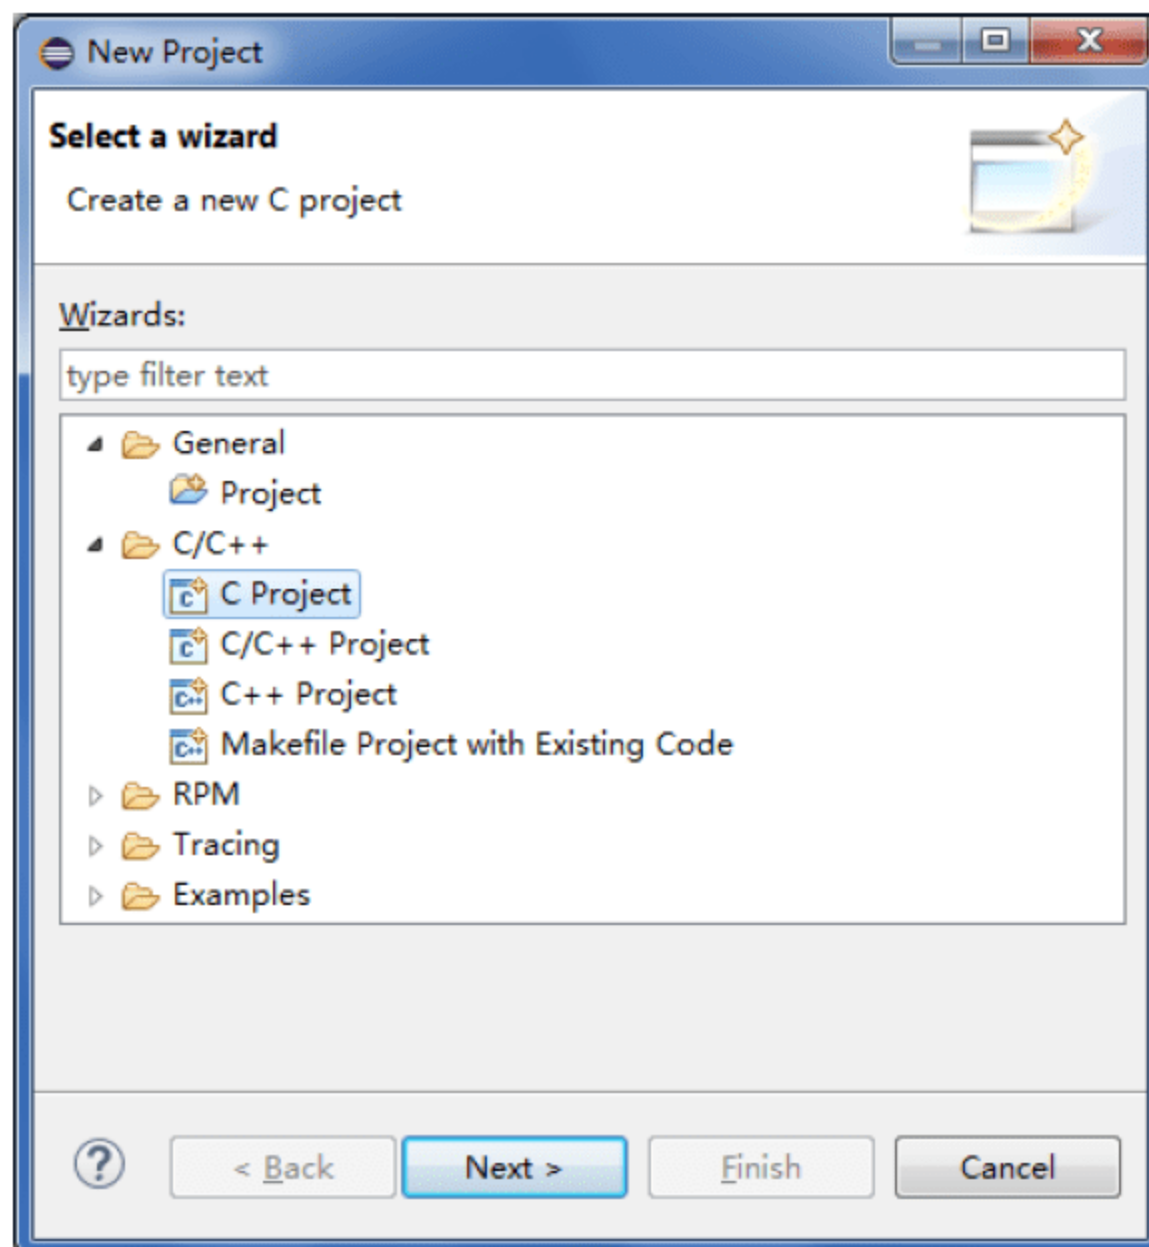 New Project
Select a wizard
Create a new C project
Wizards:
type filter text
General
Project
C/C++
C Project
C/C++ Project
C++ Project
Makefile Project with Existing Code
RPM
Tracing
Examples
? < Back Next > Finish Cancel